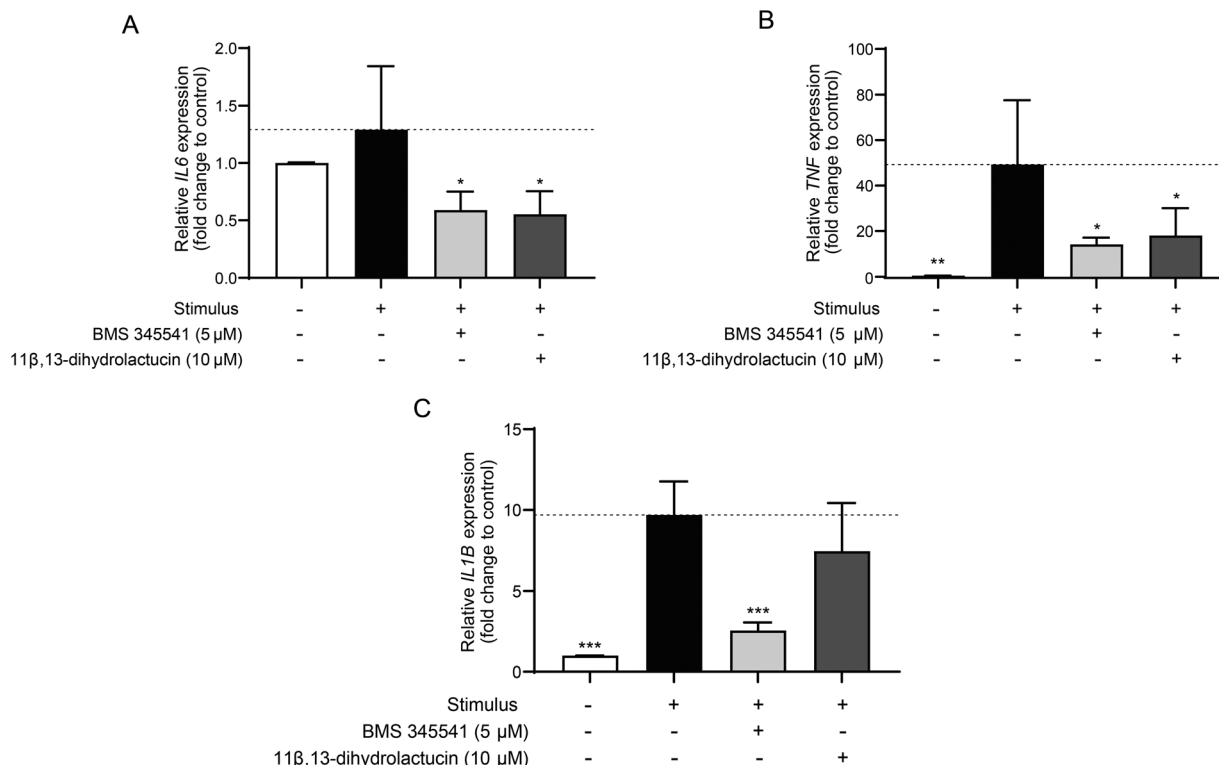 A
Relative IL6 expression
(fold change to control)
2.0
1.5
1.0
0.5
0.0
*
*
Stimulus - + + +
BMS 345541 (5 µM) - - + -
11β,13-dihydrolactucin (10 µM) - - - +
B
Relative TNF expression
(fold change to control)
100
80
60
40
20
0
**
*
*
Stimulus - + + +
BMS 345541 (5 µM) - - + -
11β,13-dihydrolactucin (10 µM) - - - +
C
Relative IL1B expression
(fold change to control)
15
10
5
0
***
***
Stimulus - + + +
BMS 345541 (5 µM) - - + -
11β,13-dihydrolactucin (10 µM) - - - +